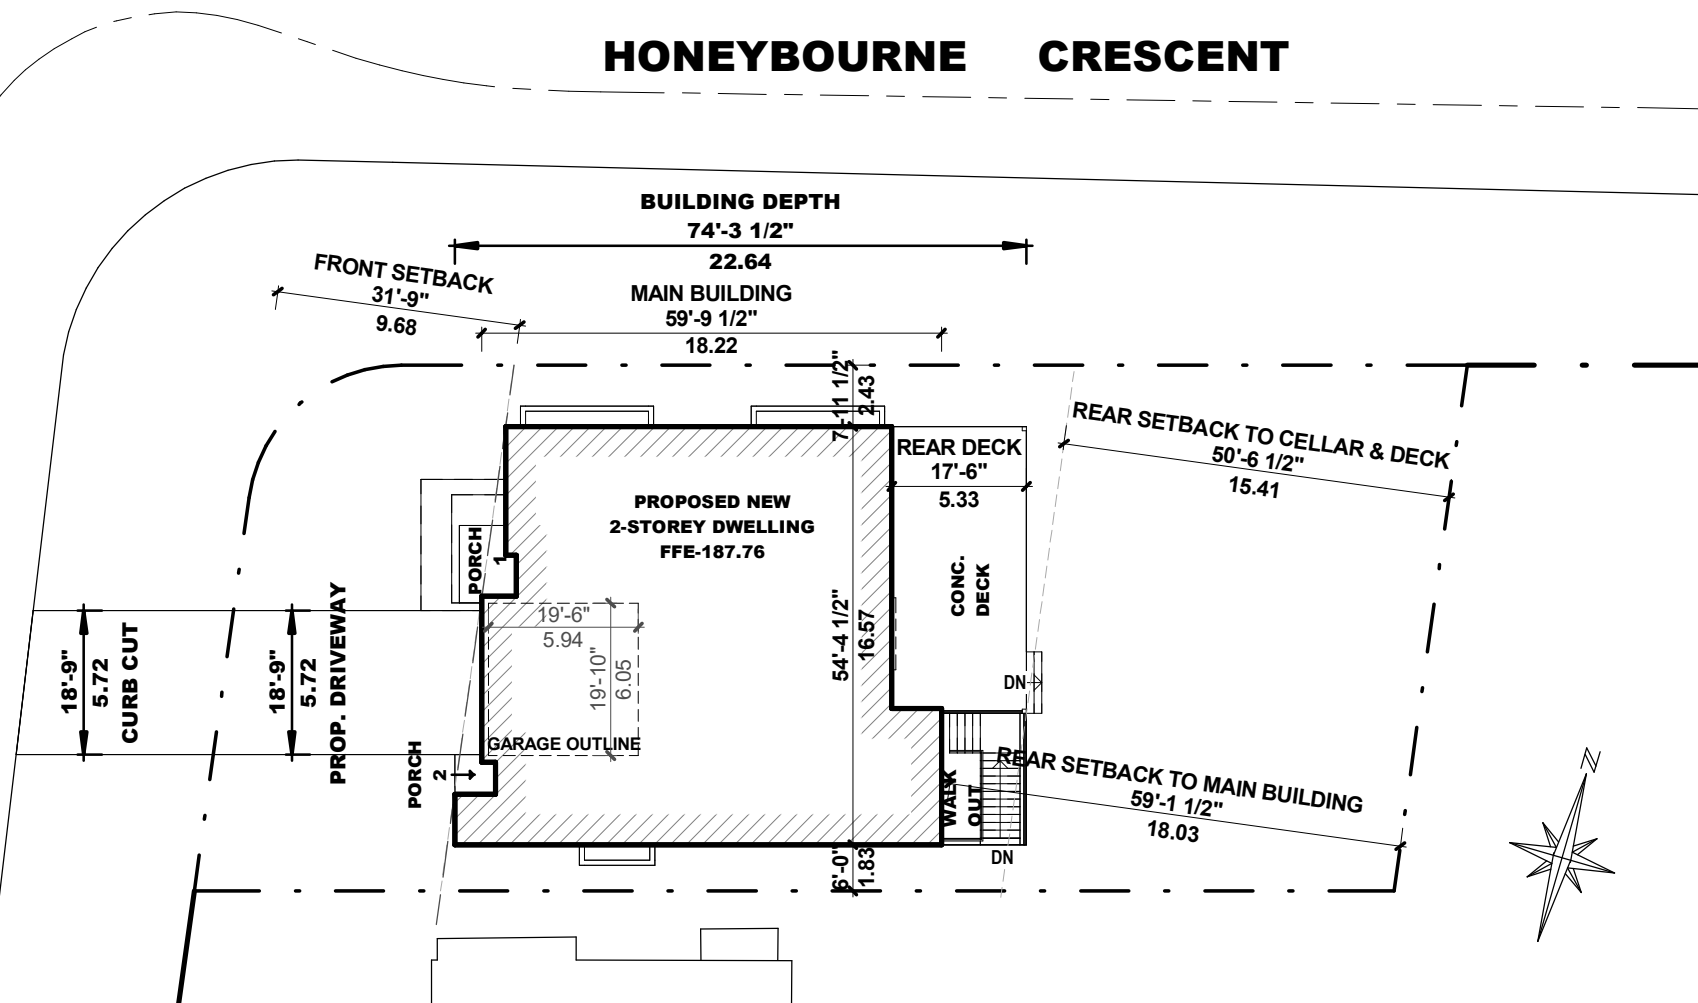 HONEYBOURNE CRESCENT
BUILDING DEPTH
74'-3 1/2"
22.64
FRONT SETBACK
31'-9"
9.68
MAIN BUILDING
59'-9 1/2"
18.22
7'-11 1/2"
2.43
REAR SETBACK TO CELLAR & DECK
50'-6 1/2"
15.41
REAR DECK
17'-6"
5.33
PROPOSED NEW
2-STOREY DWELLING
FFE-187.76
PORCH
1
CONC.
DECK
19'-6"
5.94
19'-10"
6.05
54'-4 1/2"
16.57
18'-9"
5.72
CURB CUT
18'-9"
5.72
PROP. DRIVEWAY
GARAGE OUTLINE
DN
PORCH
2
WALK
OUT
REAR SETBACK TO MAIN BUILDING
59'-1 1/2"
18.03
DN
6'-0"
1.83
N